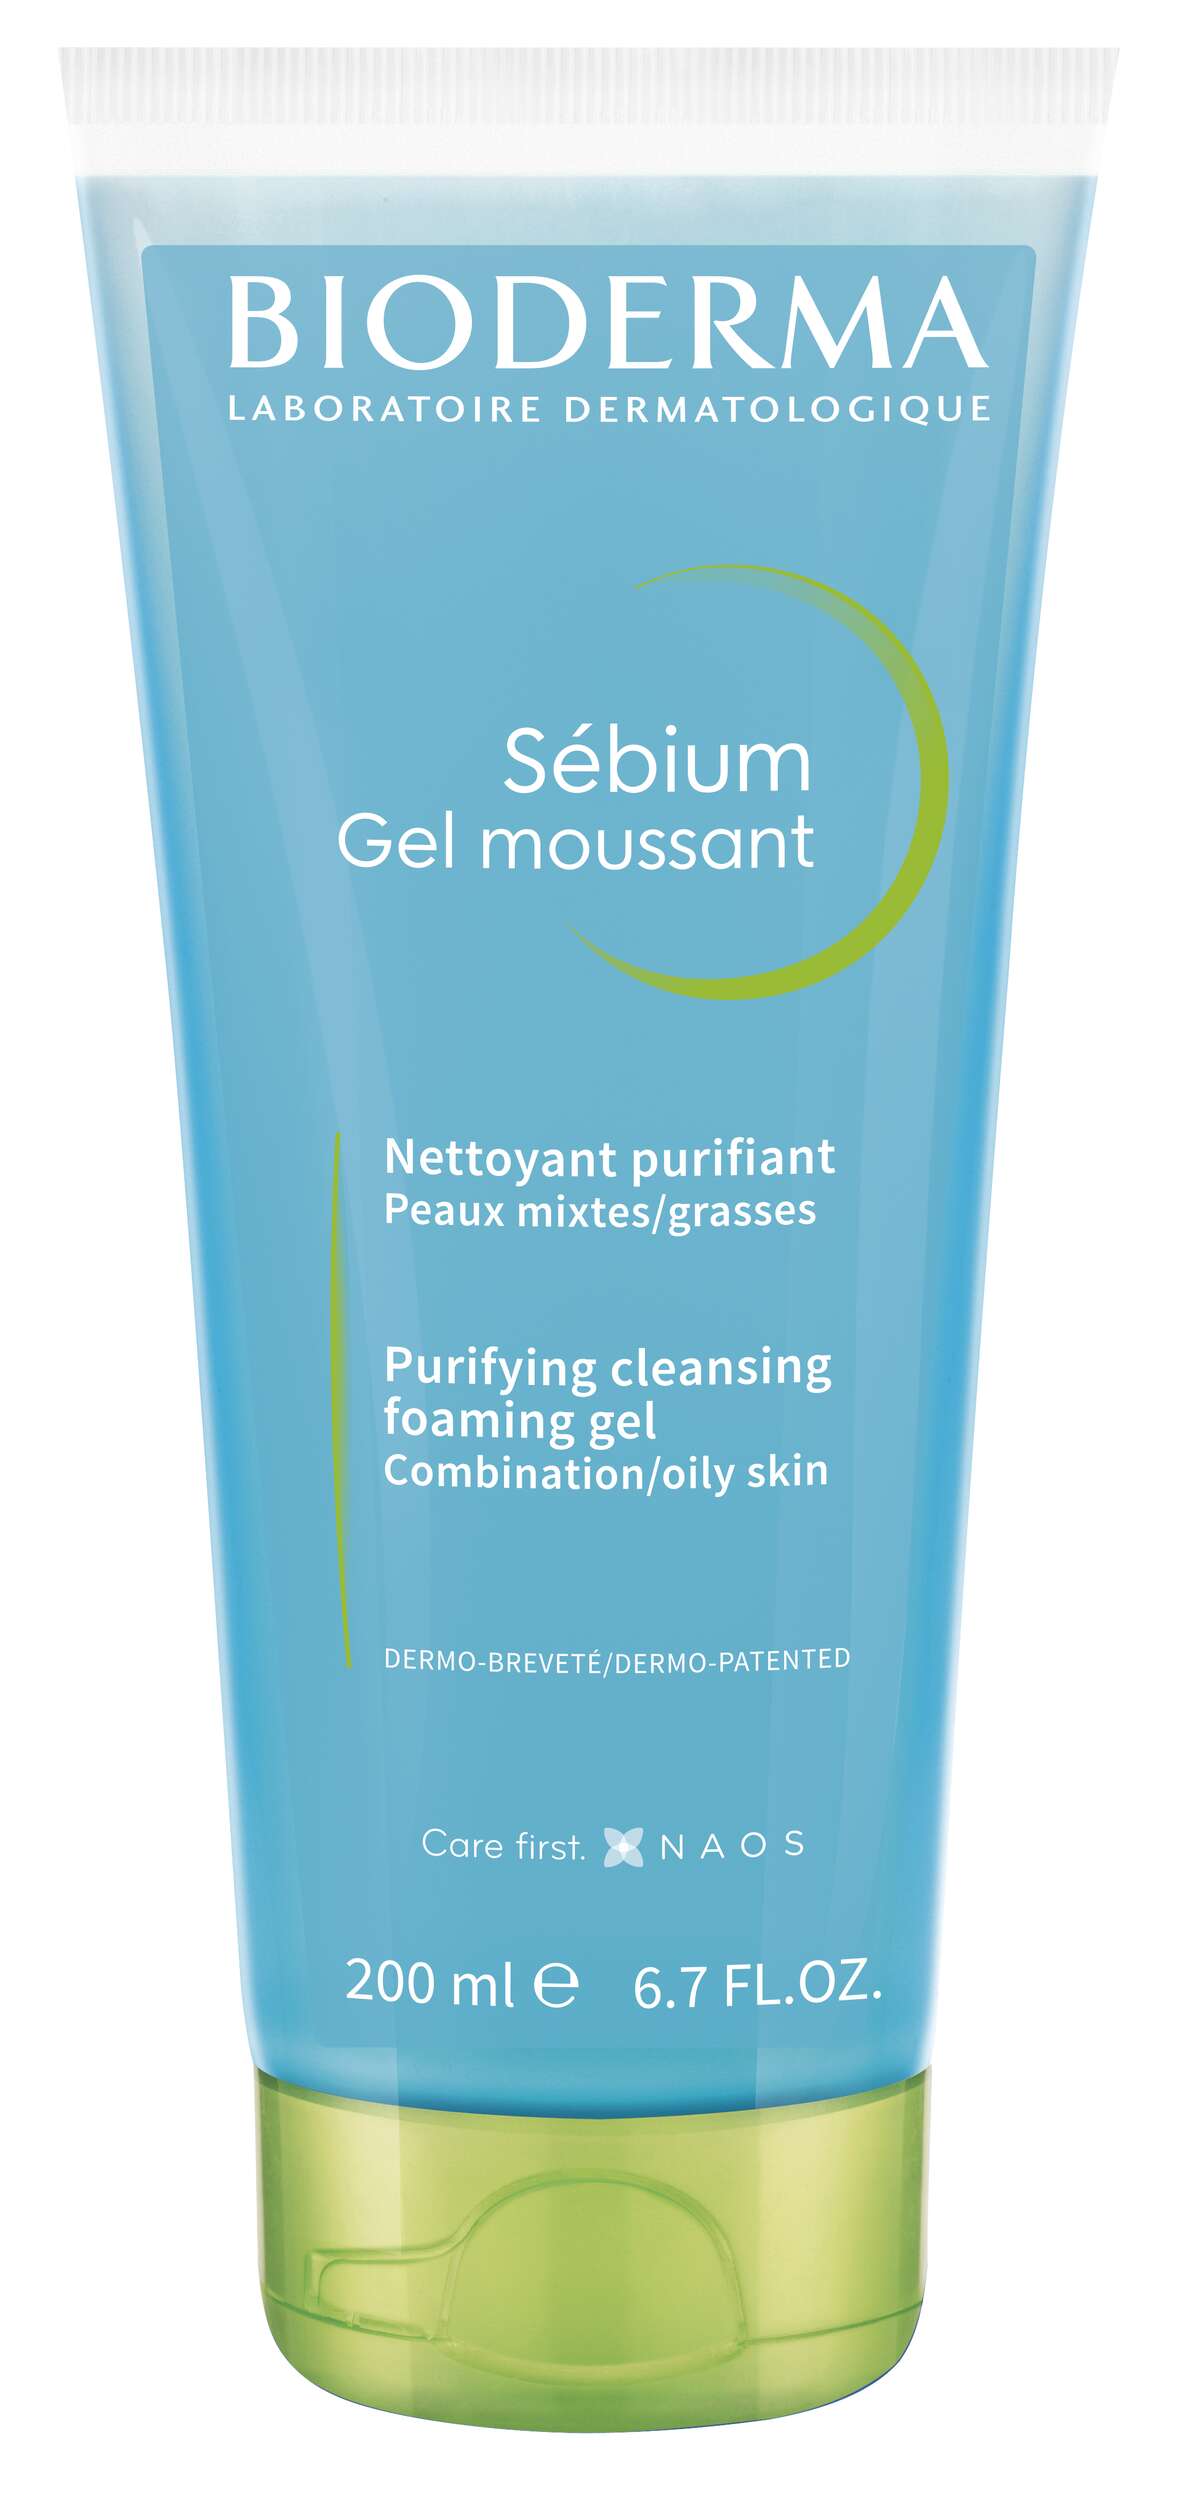 BIODERMA
LABORATOIRE DERMATOLOGIQUE
Sébium
Gel moussant
Nettoyant purifiant
Peaux mixtes/grasses
Purifying cleansing
foaming gel
Combination/oily skin
DERMO-BREVETÉ/DERMO-PATENTED
Care first. NAOS
200 ml e 6.7 FL.OZ.